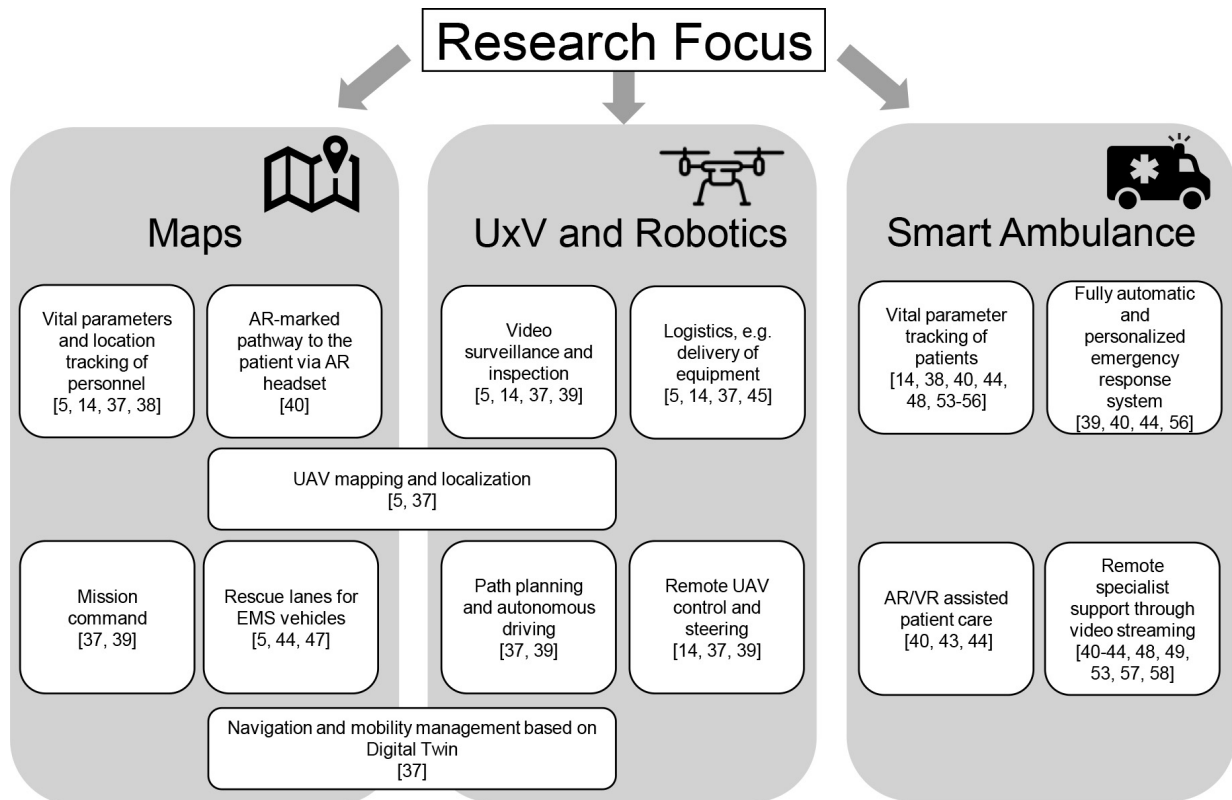 Research Focus
Maps
Vital parameters
and location
tracking of
personnel
[5, 14, 37, 38]
AR-marked
pathway to the
patient via AR
headset
[40]
UxV and Robotics
Video
surveillance and
inspection
[5, 14, 37, 39]
Logistics, e.g.
delivery of
equipment
[5, 14, 37, 45]
UAV mapping and localization
[5, 37]
Mission
command
[37, 39]
Rescue lanes for
EMS vehicles
[5, 44, 47]
Path planning
and autonomous
driving
[37, 39]
Remote UAV
control and
steering
[14, 37, 39]
Navigation and mobility management based on
Digital Twin
[37]
Smart Ambulance
Vital parameter
tracking of
patients
[14, 38, 40, 44,
48, 53-56]
Fully automatic
and
personalized
emergency
response
system
[39, 40, 44, 56]
AR/VR assisted
patient care
[40, 43, 44]
Remote
specialist
support through
video streaming
[40-44, 48, 49,
53, 57, 58]